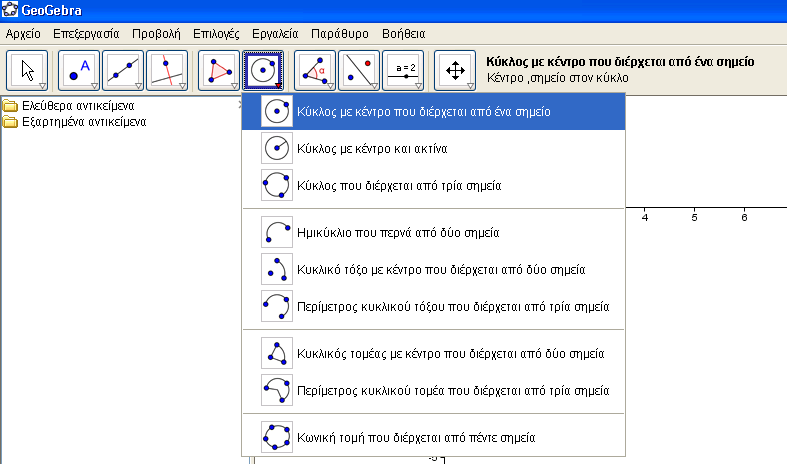 GeoGebra
Αρχείο Επεξεργασία Προβολή Επιλογές Εργαλεία Παράθυρο Βοήθεια
A α a = 2
Κύκλος με κέντρο που διέρχεται από ένα σημείο
Κέντρο ,σημείο στον κύκλο
Ελεύθερα αντικείμενα
Εξαρτημένα αντικείμενα
Κύκλος με κέντρο που διέρχεται από ένα σημείο
Κύκλος με κέντρο και ακτίνα
Κύκλος που διέρχεται από τρία σημεία
Ημικύκλιο που περνά από δύο σημεία
Κυκλικό τόξο με κέντρο που διέρχεται από δύο σημεία
Περίμετρος κυκλικού τόξου που διέρχεται από τρία σημεία
Κυκλικός τομέας με κέντρο που διέρχεται από δύο σημεία
Περίμετρος κυκλικού τομέα που διέρχεται από τρία σημεία
Κωνική τομή που διέρχεται από πέντε σημεία
4 5 6
-5